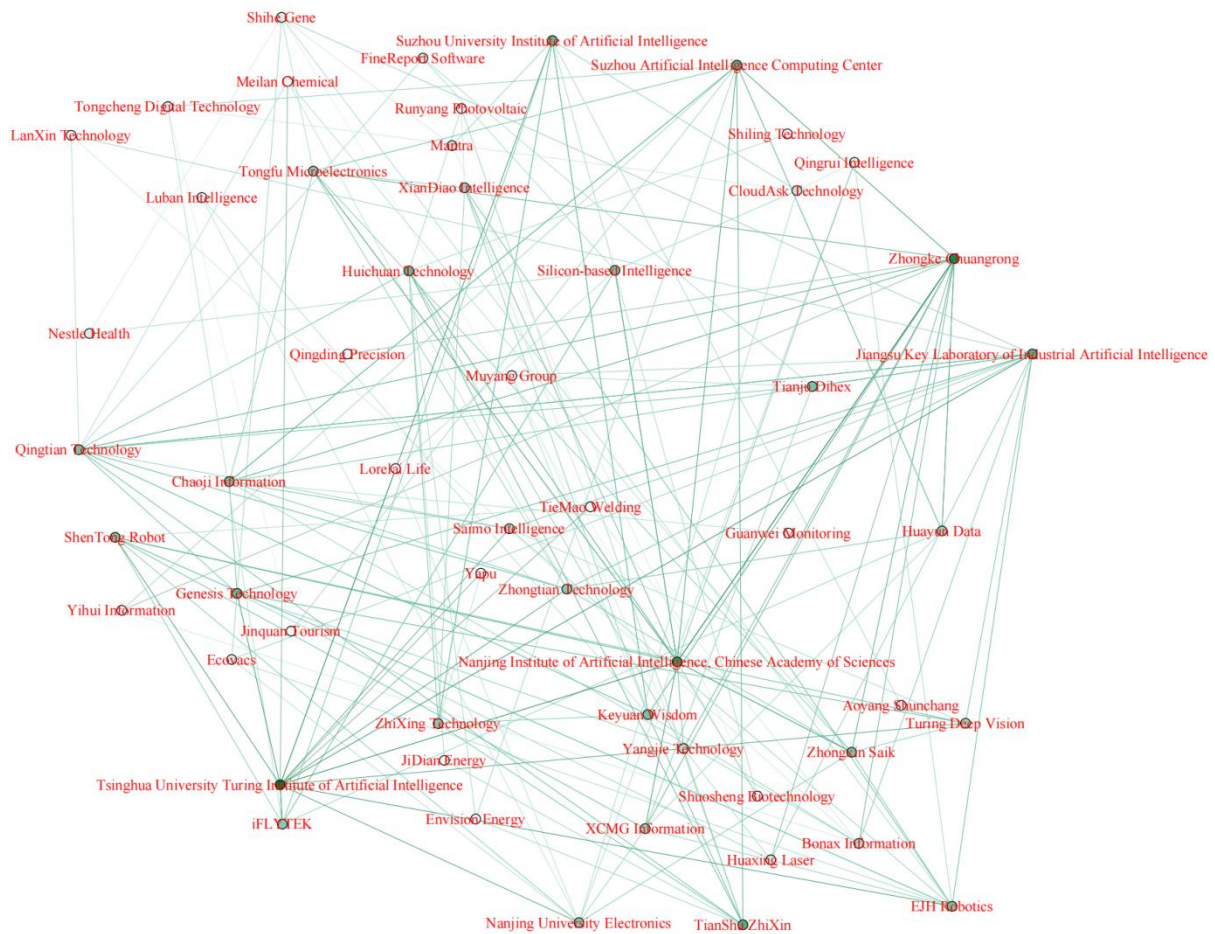 Shihe Gene
Suzhou University Institute of Artificial Intelligence
FineReport Software
Suzhou Artificial Intelligence Computing Center
Meilan Chemical
Tongcheng Digital Technology
Runyang Photovoltaic
LanXin Technology
Shiling Technology
Mantra
Qingrui Intelligence
Tongfu Microelectronics
XianDiao Intelligence
CloudAsk Technology
Luban Intelligence
Zhongke Chuangrong
Huichuan Technology
Silicon-based Intelligence
Nestle Health
Qingding Precision
Jiangsu Key Laboratory of Industrial Artificial Intelligence
Muyang Group
Tianju Dihex
Qingtian Technology
Chaoji Information
Lorelai Life
TieMao Welding
Saimo Intelligence
Guanwei Monitoring
Huayun Data
ShenTong Robot
Yapu
Genesis Technology
Zhongtian Technology
Yihui Information
Jinquan Tourism
Ecovacs
Nanjing Institute of Artificial Intelligence, Chinese Academy of Sciences
Aoyang Shunchang
ZhiXing Technology
Keyuan Wisdom
Turing Deep Vision
Yangjie Technology
JiDian Energy
Tsinghua University Turing Institute of Artificial Intelligence
Shuosheng Biotechnology
iFLYTEK
Envision Energy
XCMG Information
Bonax Information
Huaxing Laser
EJH Robotics
Nanjing University Electronics
TianShu ZhiXin